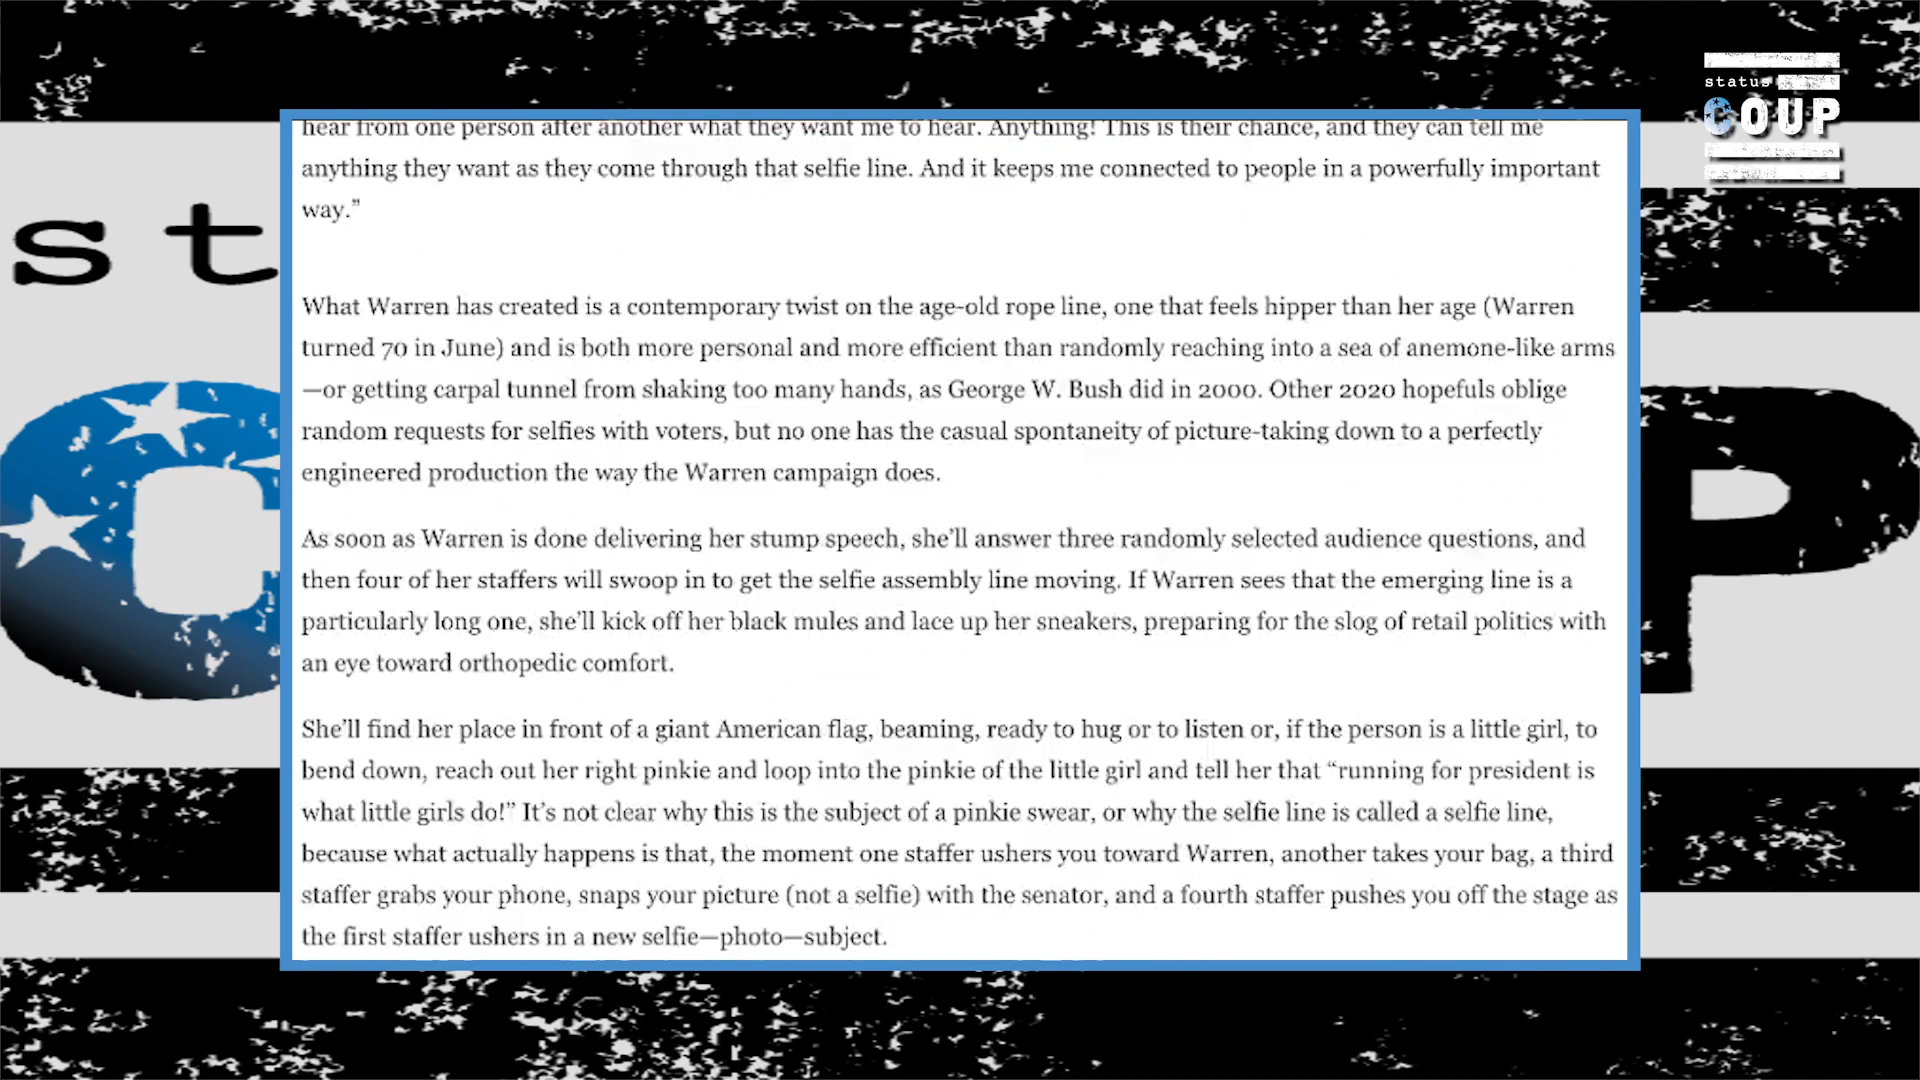 status
COUP
st
C
P
hear from one person after another what they want me to hear. Anything! This is their chance, and they can tell me
anything they want as they come through that selfie line. And it keeps me connected to people in a powerfully important
way.”
What Warren has created is a contemporary twist on the age-old rope line, one that feels hipper than her age (Warren
turned 70 in June) and is both more personal and more efficient than randomly reaching into a sea of anemone-like arms
—or getting carpal tunnel from shaking too many hands, as George W. Bush did in 2000. Other 2020 hopefuls oblige
random requests for selfies with voters, but no one has the casual spontaneity of picture-taking down to a perfectly
engineered production the way the Warren campaign does.
As soon as Warren is done delivering her stump speech, she’ll answer three randomly selected audience questions, and
then four of her staffers will swoop in to get the selfie assembly line moving. If Warren sees that the emerging line is a
particularly long one, she’ll kick off her black mules and lace up her sneakers, preparing for the slog of retail politics with
an eye toward orthopedic comfort.
She’ll find her place in front of a giant American flag, beaming, ready to hug or to listen or, if the person is a little girl, to
bend down, reach out her right pinkie and loop into the pinkie of the little girl and tell her that “running for president is
what little girls do!” It’s not clear why this is the subject of a pinkie swear, or why the selfie line is called a selfie line,
because what actually happens is that, the moment one staffer ushers you toward Warren, another takes your bag, a third
staffer grabs your phone, snaps your picture (not a selfie) with the senator, and a fourth staffer pushes you off the stage as
the first staffer ushers in a new selfie—photo—subject.